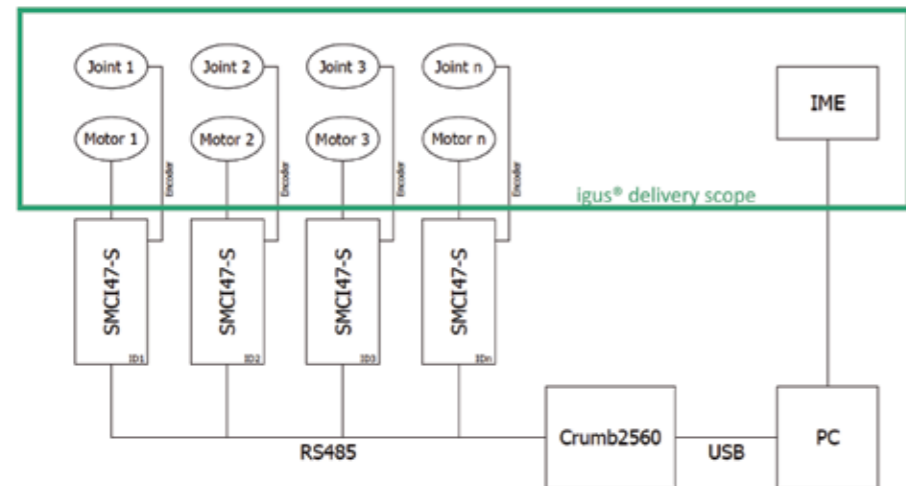 Joint 1
Joint 2
Joint 3
Joint n
IME
Motor 1
Motor 2
Motor 3
Motor n
Encoder
Encoder
Encoder
Encoder
igus® delivery scope
SMCI47-S
SMCI47-S
SMCI47-S
SMCI47-S
ID1
ID2
ID3
IDn
RS485
Crumb2560
USB
PC